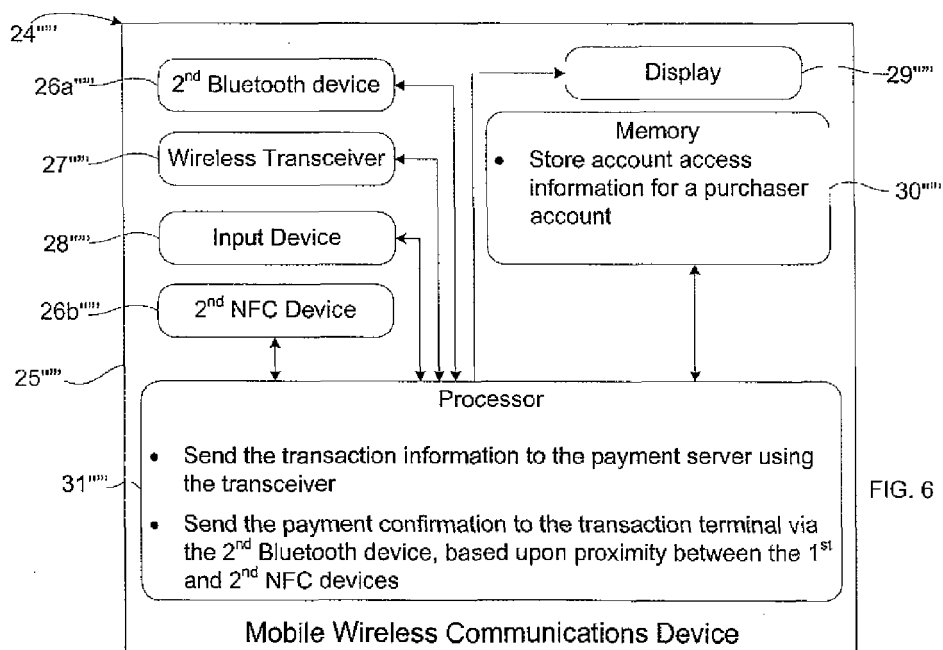 24"""
26a"""
2nd Bluetooth device
Display
29"""
27"""
Wireless Transceiver
Memory
• Store account access
information for a purchaser
account
30"""
28"""
Input Device
26b"""
2nd NFC Device
25"""
Processor
• Send the transaction information to the payment server using
the transceiver
31"""
FIG. 6
• Send the payment confirmation to the transaction terminal via
the 2nd Bluetooth device, based upon proximity between the 1st
and 2nd NFC devices
Mobile Wireless Communications Device